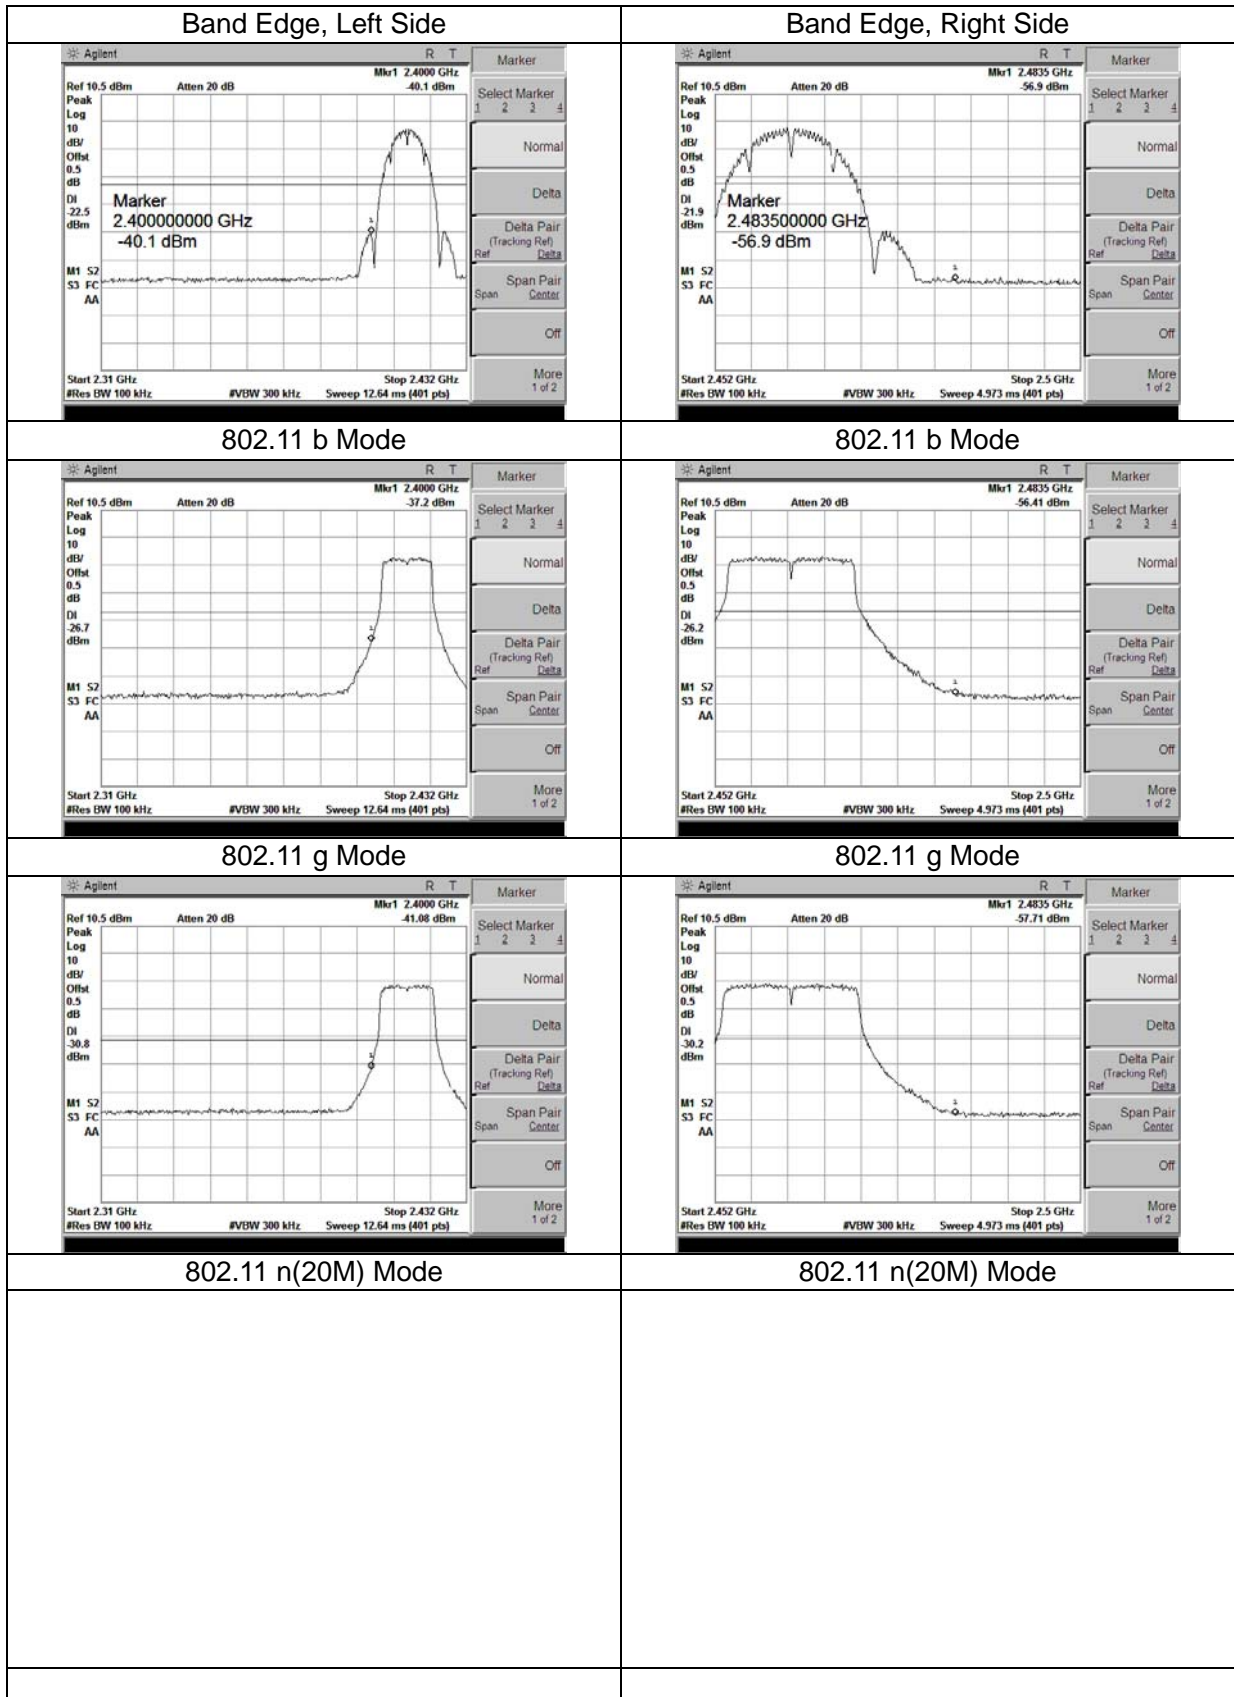 Band Edge, Left Side
Band Edge, Right Side
Agilent R T
Mkr1 2.4000 GHz
Ref 10.5 dBm Atten 20 dB -40.1 dBm
Peak
Log
10
dB/
Offst
0.5
dB
DI
-22.5
dBm
Marker
2.400000000 GHz
-40.1 dBm
1
M1 S2
S3 FC
AA
Start 2.31 GHz Stop 2.432 GHz
#Res BW 100 kHz #VBW 300 kHz Sweep 12.64 ms (401 pts)
Marker
Select Marker
1 2 3 4
Normal
Delta
Delta Pair
(Tracking Ref)
Ref Delta
Span Pair
Span Center
Off
More
1 of 2
Agilent R T
Mkr1 2.4835 GHz
Ref 10.5 dBm Atten 20 dB -56.9 dBm
Peak
Log
10
dB/
Offst
0.5
dB
DI
-21.9
dBm
Marker
2.483500000 GHz
-56.9 dBm
1
M1 S2
S3 FC
AA
Start 2.452 GHz Stop 2.5 GHz
#Res BW 100 kHz #VBW 300 kHz Sweep 4.973 ms (401 pts)
Marker
Select Marker
1 2 3 4
Normal
Delta
Delta Pair
(Tracking Ref)
Ref Delta
Span Pair
Span Center
Off
More
1 of 2
802.11 b Mode
802.11 b Mode
Agilent R T
Mkr1 2.4000 GHz
Ref 10.5 dBm Atten 20 dB -37.2 dBm
Peak
Log
10
dB/
Offst
0.5
dB
DI
-26.7
dBm
1
M1 S2
S3 FC
AA
Start 2.31 GHz Stop 2.432 GHz
#Res BW 100 kHz #VBW 300 kHz Sweep 12.64 ms (401 pts)
Marker
Select Marker
1 2 3 4
Normal
Delta
Delta Pair
(Tracking Ref)
Ref Delta
Span Pair
Span Center
Off
More
1 of 2
Agilent R T
Mkr1 2.4835 GHz
Ref 10.5 dBm Atten 20 dB -56.41 dBm
Peak
Log
10
dB/
Offst
0.5
dB
DI
-26.2
dBm
1
M1 S2
S3 FC
AA
Start 2.452 GHz Stop 2.5 GHz
#Res BW 100 kHz #VBW 300 kHz Sweep 4.973 ms (401 pts)
Marker
Select Marker
1 2 3 4
Normal
Delta
Delta Pair
(Tracking Ref)
Ref Delta
Span Pair
Span Center
Off
More
1 of 2
802.11 g Mode
802.11 g Mode
Agilent R T
Mkr1 2.4000 GHz
Ref 10.5 dBm Atten 20 dB -41.08 dBm
Peak
Log
10
dB/
Offst
0.5
dB
DI
-30.8
dBm
1
M1 S2
S3 FC
AA
Start 2.31 GHz Stop 2.432 GHz
#Res BW 100 kHz #VBW 300 kHz Sweep 12.64 ms (401 pts)
Marker
Select Marker
1 2 3 4
Normal
Delta
Delta Pair
(Tracking Ref)
Ref Delta
Span Pair
Span Center
Off
More
1 of 2
Agilent R T
Mkr1 2.4835 GHz
Ref 10.5 dBm Atten 20 dB -57.71 dBm
Peak
Log
10
dB/
Offst
0.5
dB
DI
-30.2
dBm
1
M1 S2
S3 FC
AA
Start 2.452 GHz Stop 2.5 GHz
#Res BW 100 kHz #VBW 300 kHz Sweep 4.973 ms (401 pts)
Marker
Select Marker
1 2 3 4
Normal
Delta
Delta Pair
(Tracking Ref)
Ref Delta
Span Pair
Span Center
Off
More
1 of 2
802.11 n(20M) Mode
802.11 n(20M) Mode